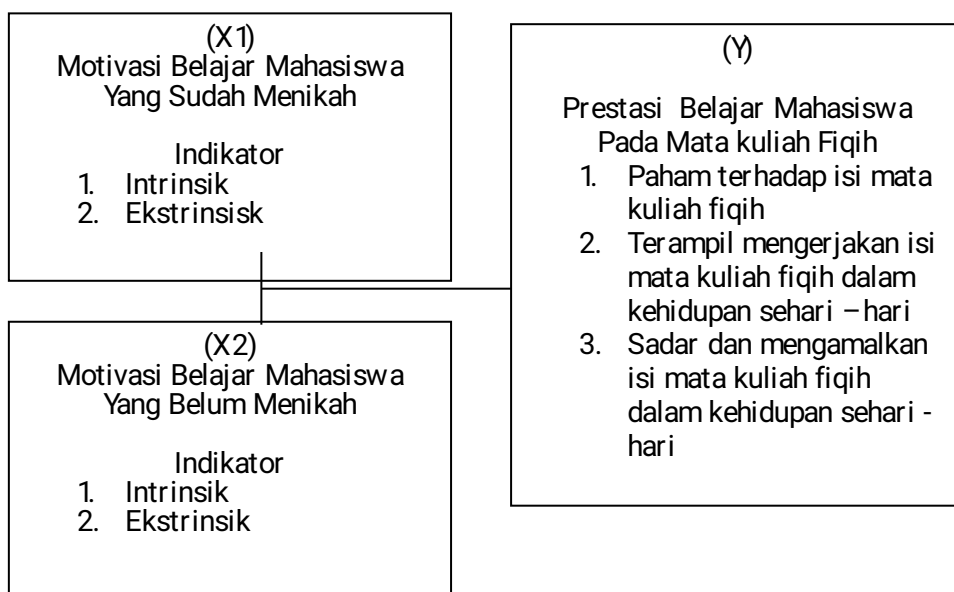 (X1)
Motivasi Belajar Mahasiswa
Yang Sudah Menikah
Indikator
1. Intrinsik
2. Ekstrinsisk
(X2)
Motivasi Belajar Mahasiswa
Yang Belum Menikah
Indikator
1. Intrinsik
2. Ekstrinsik
(Y)
Prestasi Belajar Mahasiswa
Pada Mata kuliah Fiqih
1. Paham terhadap isi mata
kuliah fiqih
2. Terampil mengerjakan isi
mata kuliah fiqih dalam
kehidupan sehari – hari
3. Sadar dan mengamalkan
isi mata kuliah fiqih
dalam kehidupan sehari -
hari